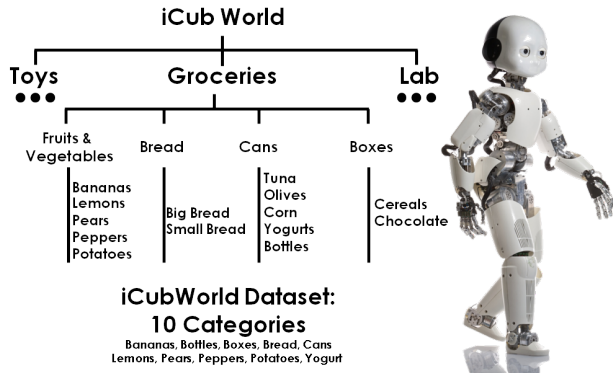 iCub World
Toys
Groceries
Lab
Fruits &
Vegetables
Bread
Cans
Boxes
Bananas
Lemons
Pears
Peppers
Potatoes
Big Bread
Small Bread
Tuna
Olives
Corn
Yogurts
Bottles
Cereals
Chocolate
iCubWorld Dataset:
10 Categories
Bananas, Bottles, Boxes, Bread, Cans
Lemons, Pears, Peppers, Potatoes, Yogurt